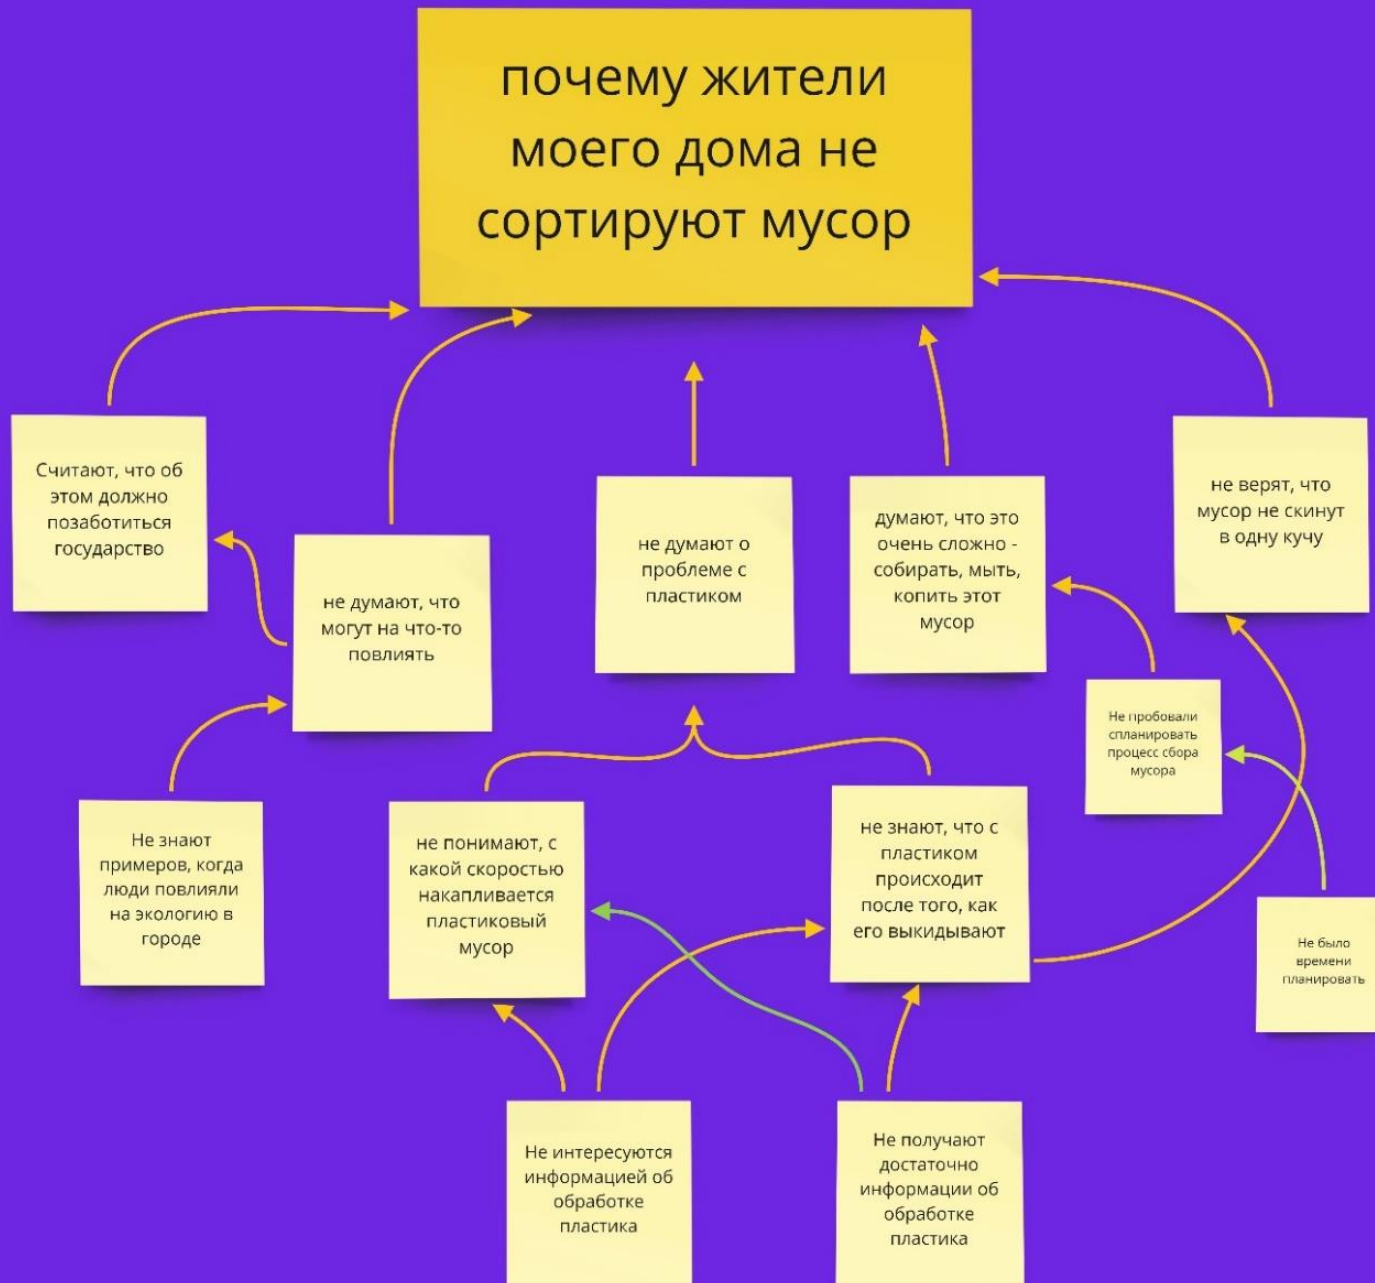 почему жители
моего дома не
сортируют мусор
Считают, что об
этом должно
позаботиться
государство
не думают, что
могут на что-то
повлиять
не думают о
проблеме с
пластиком
думают, что это
очень сложно -
собирать, мыть,
копить этот
мусор
не верят, что
мусор не скинут
в одну кучу
Не пробовали
спланировать
процесс сбора
мусора
Не знают
примеров, когда
люди повлияли
на экологию в
городе
не понимают, с
какой скоростью
накапливается
пластиковый
мусор
не знают, что с
пластиком
происходит
после того, как
его выкидывают
Не было
времени
планировать
Не интересуются
информацией об
обработке
пластика
Не получают
достаточно
информации об
обработке
пластика